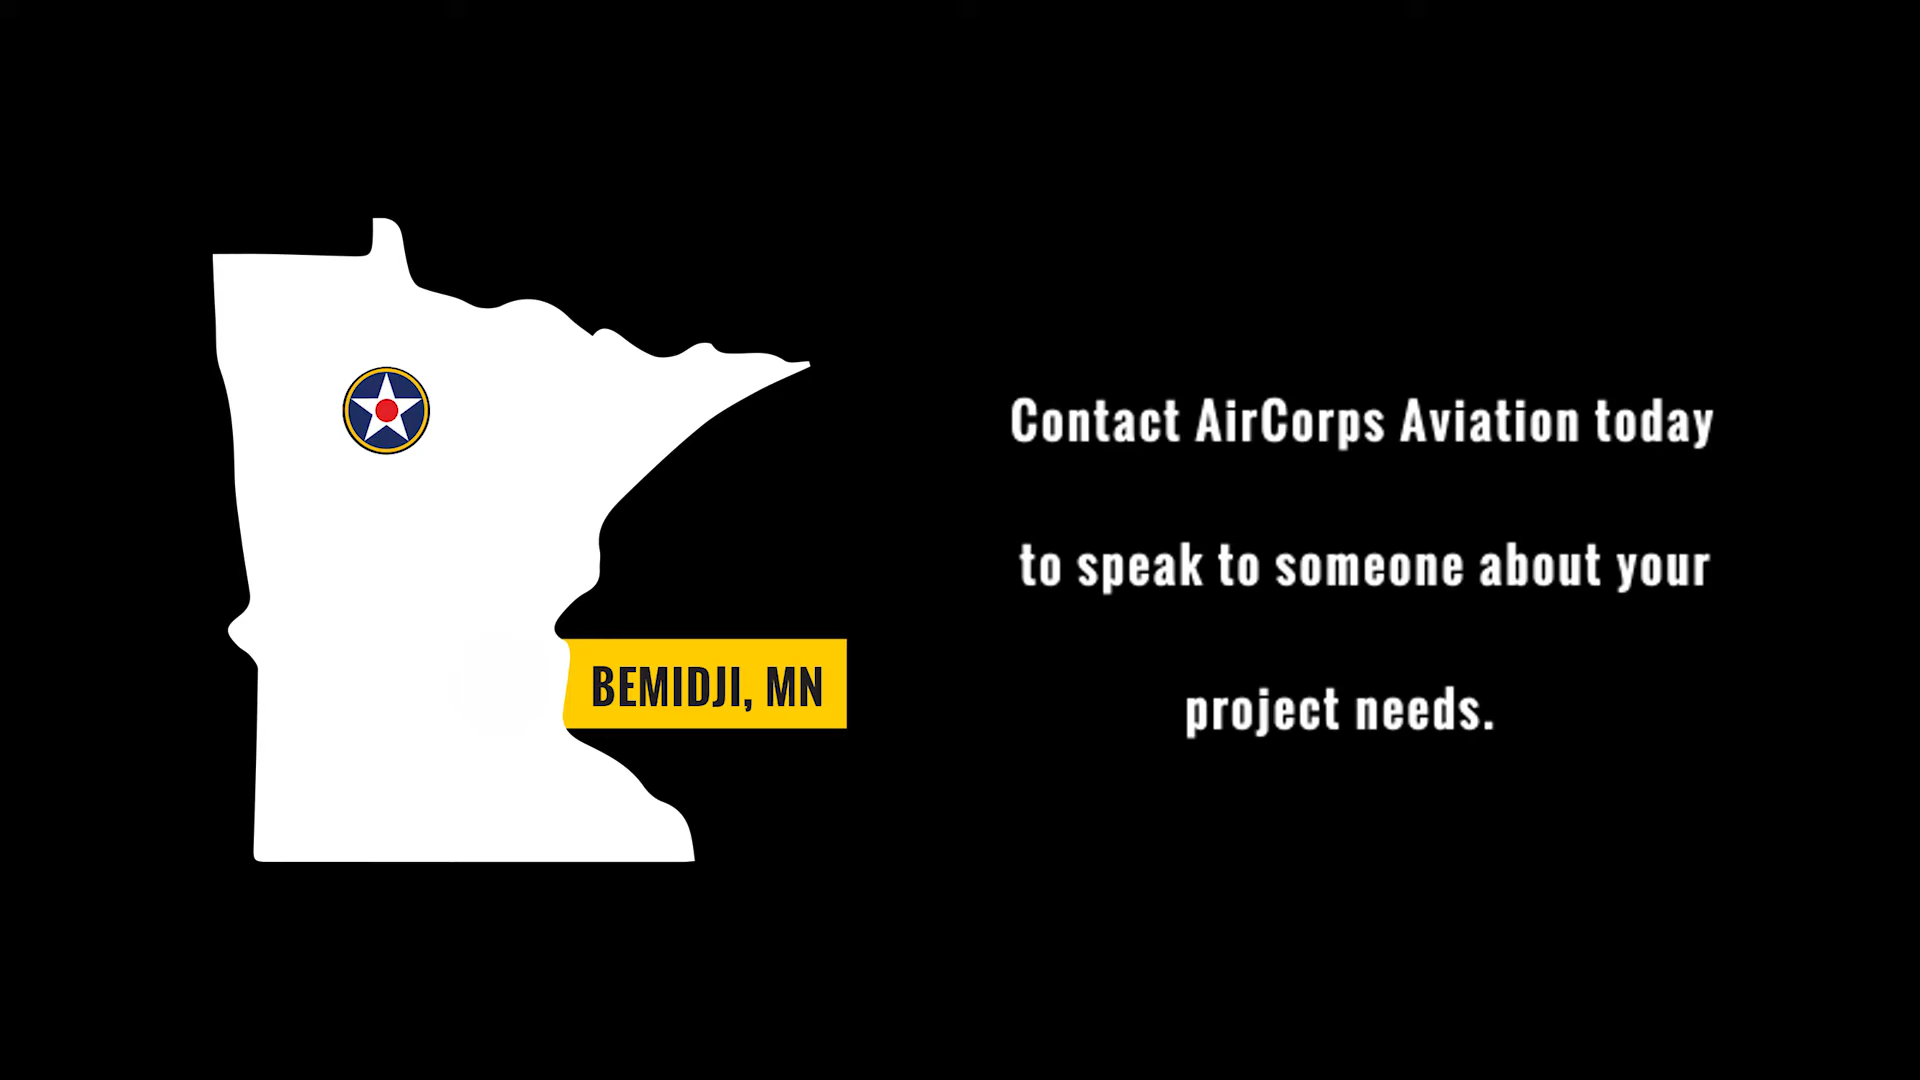 BEMIDJI, MN
Contact AirCorps Aviation today
to speak to someone about your
project needs.